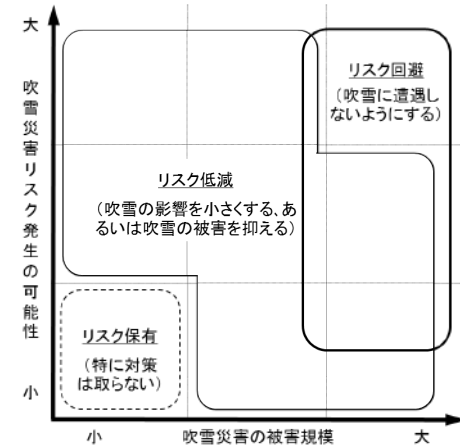 大
吹雪災害リスク発生の可能性
小
リスク回避
（吹雪に遭遇し
ないようにする）
リスク低減
（吹雪の影響を小さくする、あ
るいは吹雪の被害を抑える）
リスク保有
（特に対策
は取らない）
小
吹雪災害の被害規模
大